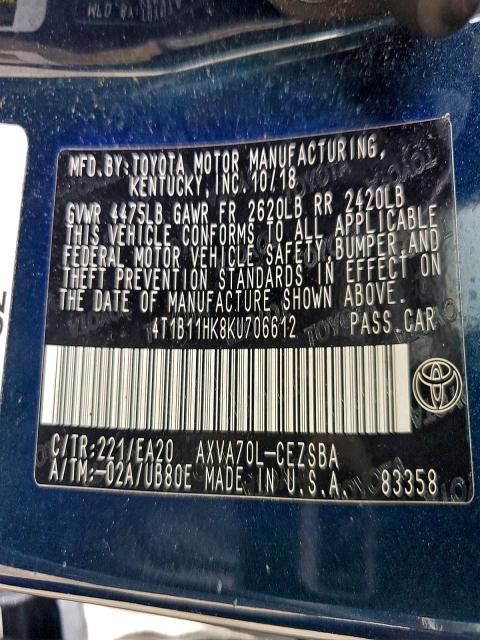 MFD. BY: TOYOTA MOTOR MANUFACTURING,
KENTUCKY, INC. 10/18
GVWR 4475LB GAWR FR 2620LB RR 2420LB
THIS VEHICLE CONFORMS TO ALL APPLICABLE
FEDERAL MOTOR VEHICLE SAFETY, BUMPER, AND
THEFT PREVENTION STANDARDS IN EFFECT ON
THE DATE OF MANUFACTURE SHOWN ABOVE.
4T1B11HK8KU706612 PASS. CAR
C/TR: 221/EA20 AXVA70L-CEZSBA
A/TM: -02A/UB80E MADE IN U.S.A. 83358